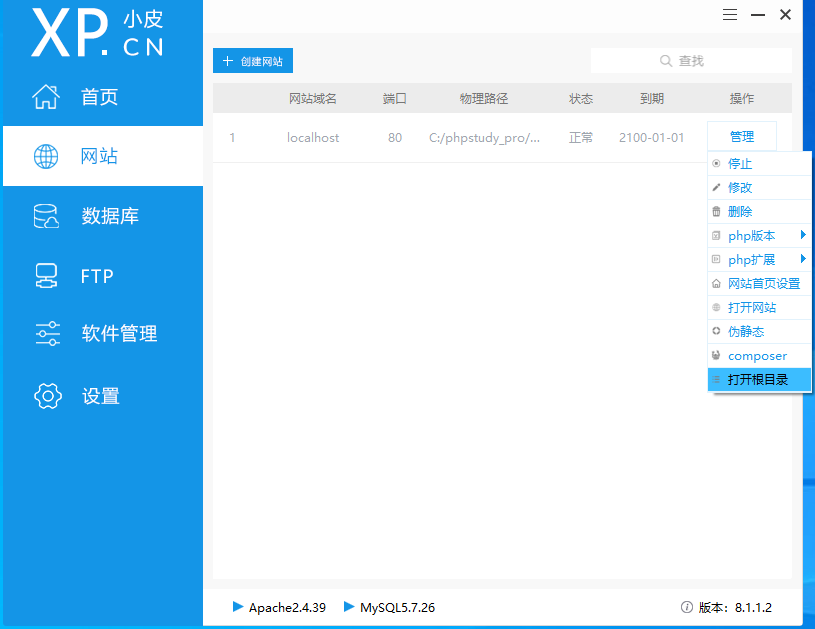 XP.CN 小皮
首页
网站
数据库
FTP
软件管理
设置
创建网站
查找
网站域名 端口 物理路径 状态 到期 操作
1 localhost 80 C:/phpstudy_pro/... 正常 2100-01-01 管理
停止
修改
删除
php版本
php扩展
网站首页设置
打开网站
伪静态
composer
打开根目录
Apache2.4.39 MySQL5.7.26 版本: 8.1.1.2